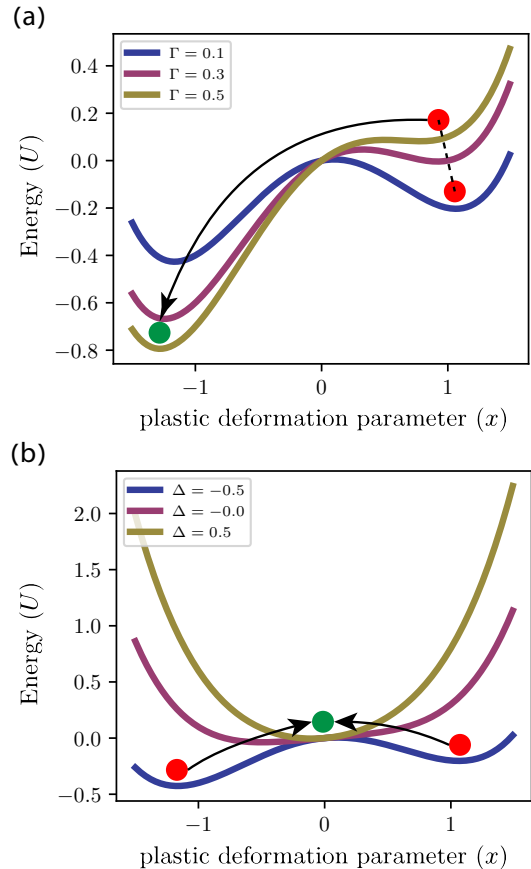 (a)
Γ = 0.1
Γ = 0.3
Γ = 0.5
Energy (U)
0.4
0.2
0.0
−0.2
−0.4
−0.6
−0.8
−1
0
1
plastic deformation parameter (x)
(b)
Δ = −0.5
Δ = −0.0
Δ = 0.5
Energy (U)
2.0
1.5
1.0
0.5
0.0
−0.5
−1
0
1
plastic deformation parameter (x)